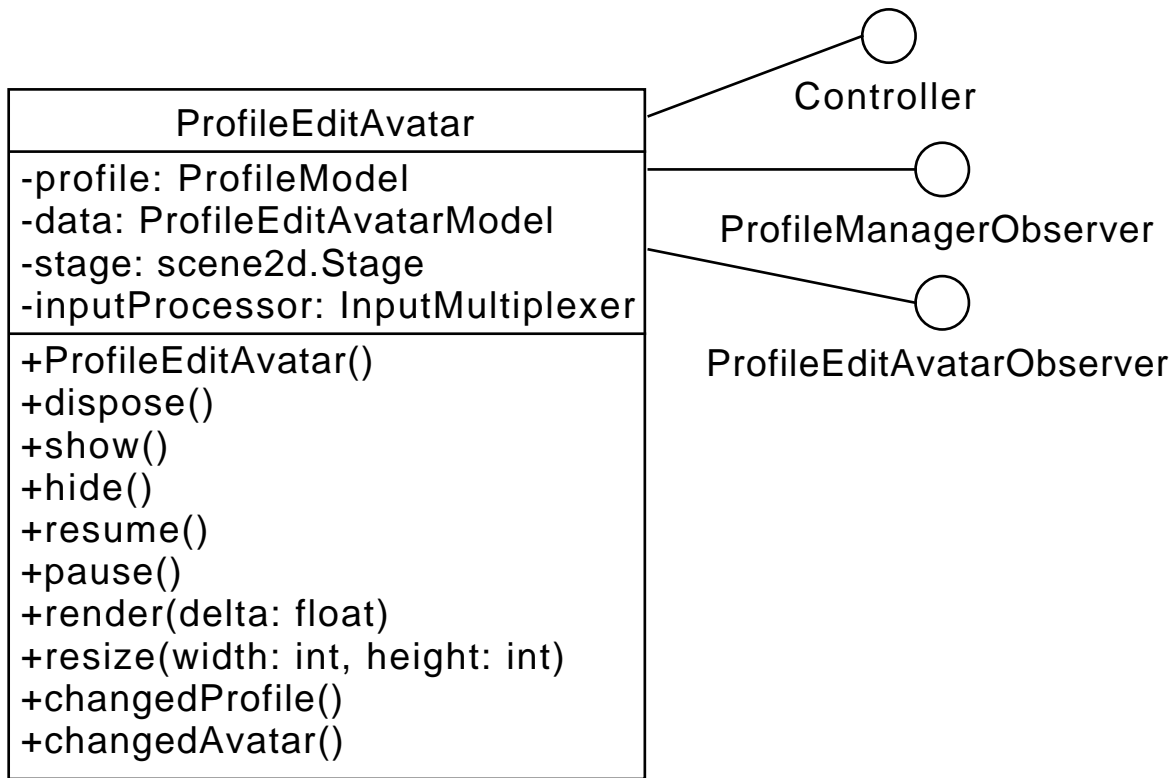 Controller
ProfileEditAvatar
-profile: ProfileModel
-data: ProfileEditAvatarModel
-stage: scene2d.Stage
-inputProcessor: InputMultiplexer
ProfileManagerObserver
ProfileEditAvatarObserver
+ProfileEditAvatar()
+dispose()
+show()
+hide()
+resume()
+pause()
+render(delta: float)
+resize(width: int, height: int)
+changedProfile()
+changedAvatar()